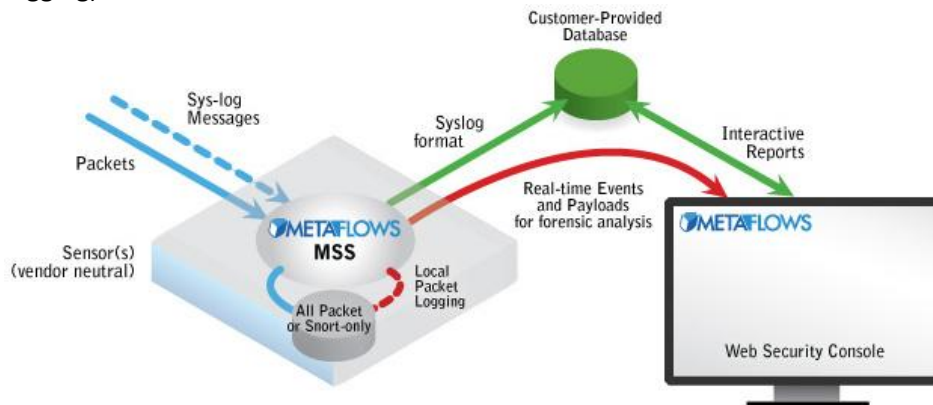 Customer-Provided
Database
Sys-log
Messages
Syslog
format
Interactive
Reports
Packets
Real-time Events
and Payloads
for forensic analysis
METAFLOWS
MSS
METAFLOWS
Sensor(s)
(vendor neutral)
Local
Packet
Logging
All Packet
or Snort-only
Web Security Console